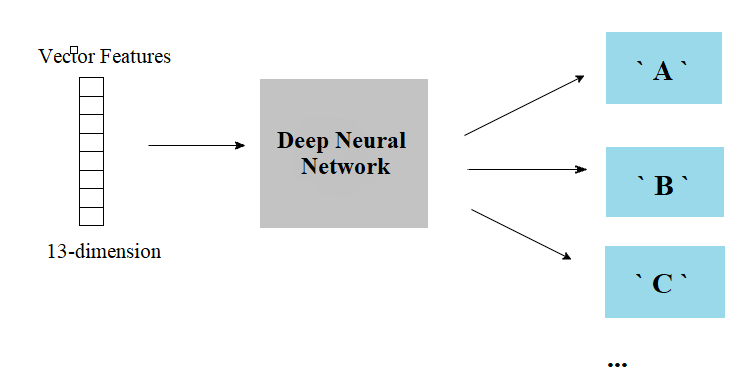 Vector Features
13-dimension
Deep Neural
Network
` A `
` B `
` C `
...